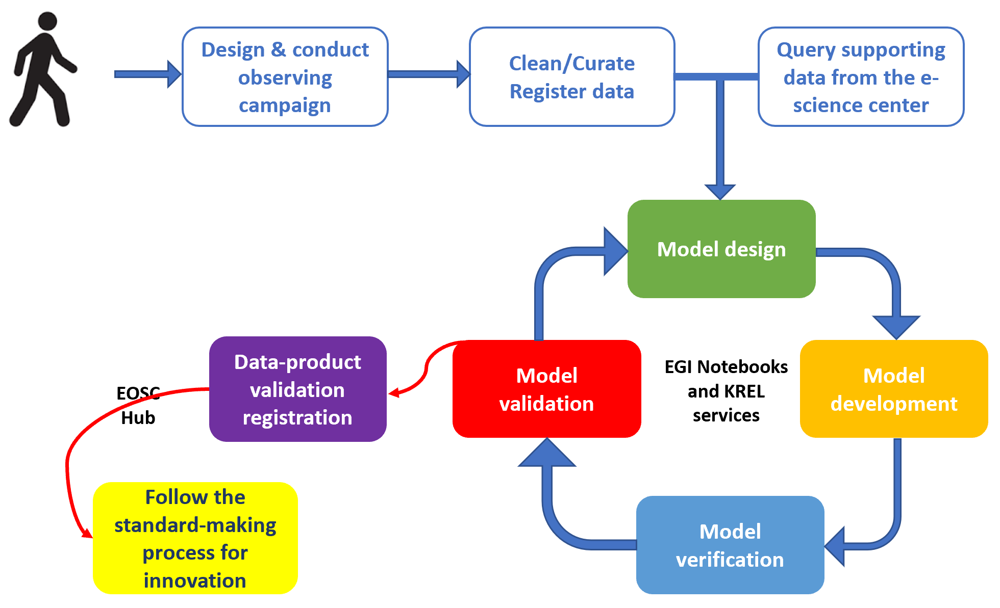 Design & conduct
observing
campaign
Clean/Curate
Register data
Query supporting
data from the e-
science center
Model design
Data-product
validation
registration
Model
validation
EGI Notebooks
and KREL
services
Model
development
EOSC
Hub
Follow the
standard-making
process for
innovation
Model
verification